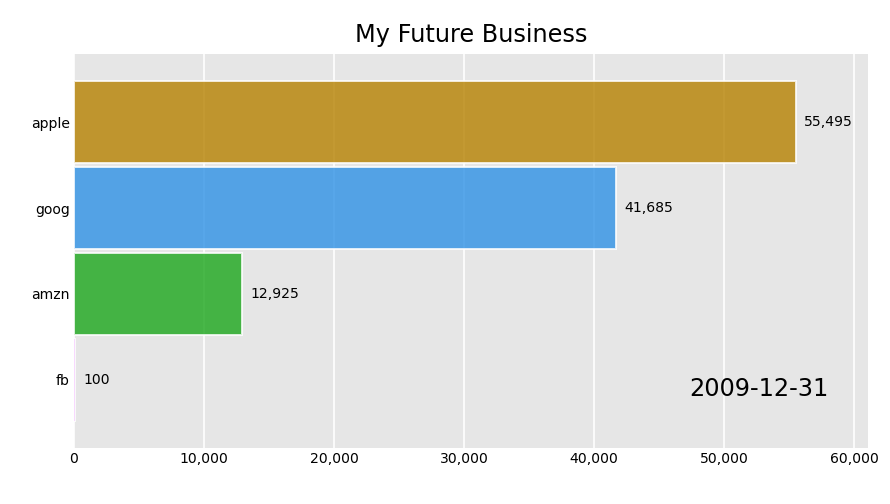 My Future Business
apple 55,495
goog 41,685
amzn 12,925
fb 100
2009-12-31
0 10,000 20,000 30,000 40,000 50,000 60,000